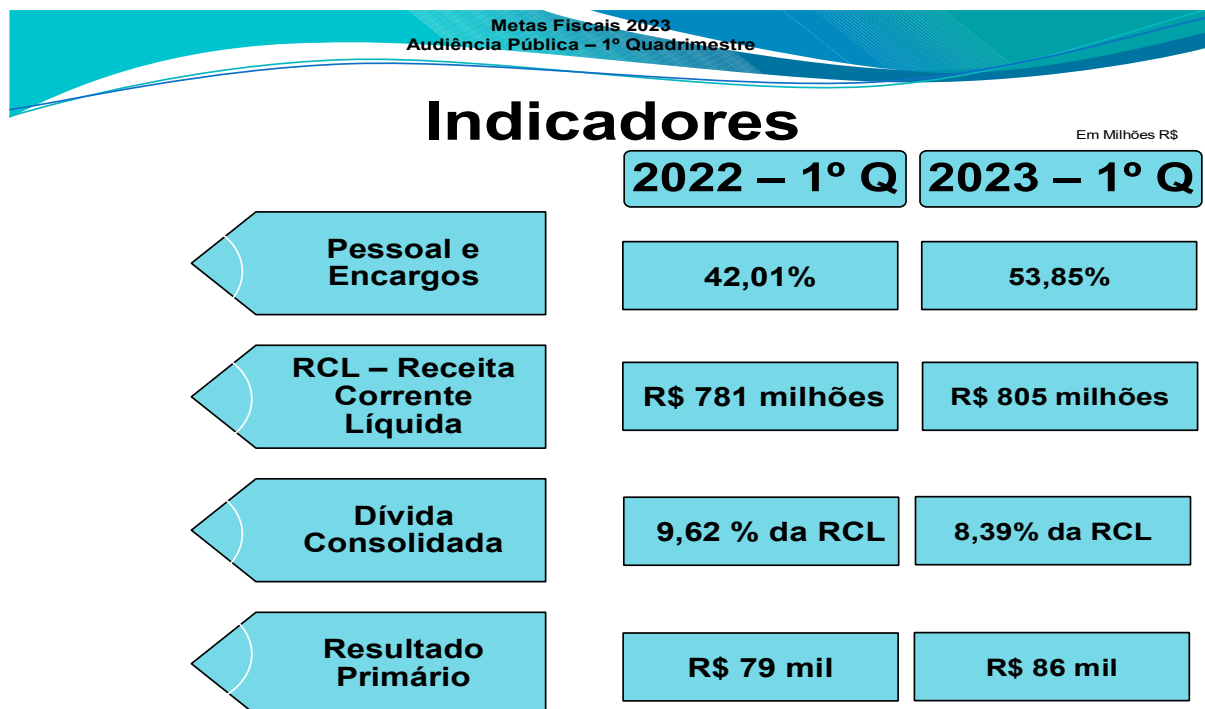 Metas Fiscais 2023
Audiência Pública – 1º Quadrimestre
Indicadores
Em Milhões R$
2022 – 1º Q
2023 – 1º Q
Pessoal e
Encargos
42,01%
53,85%
RCL – Receita
Corrente
Líquida
R$ 781 milhões
R$ 805 milhões
Dívida
Consolidada
9,62 % da RCL
8,39% da RCL
Resultado
Primário
R$ 79 mil
R$ 86 mil